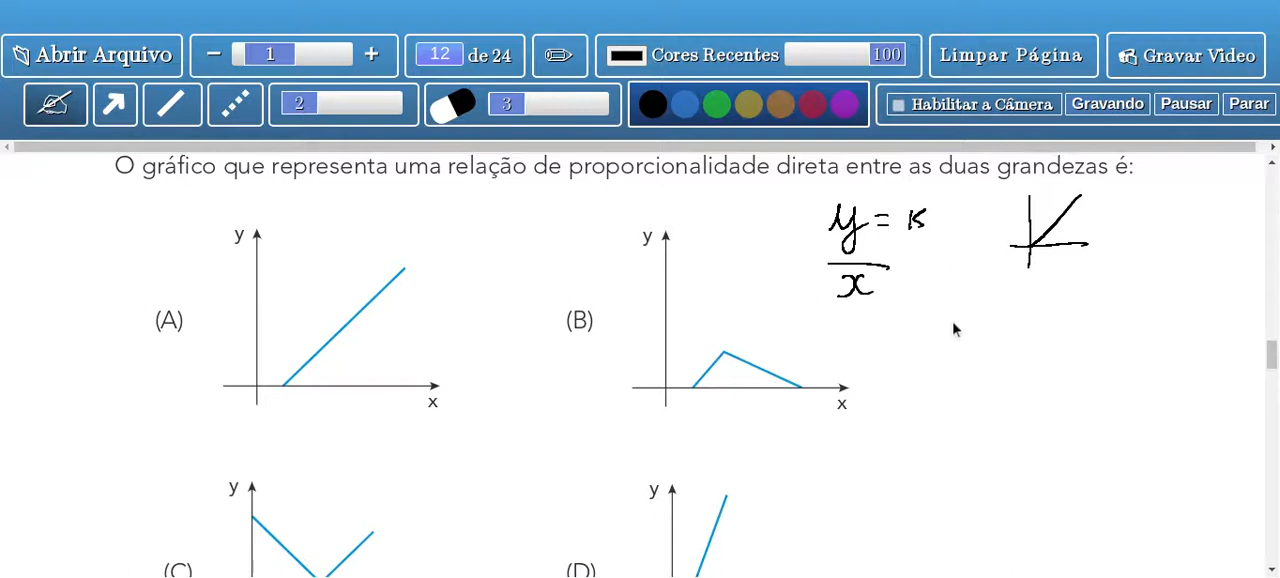 Abrir Arquivo − 1 + 12 de 24 Cores Recentes 100 Limpar Página Gravar Video
2 3 Habilitar a Câmera Gravando Pausar Parar
O gráfico que representa uma relação de proporcionalidade direta entre as duas grandezas é:
y = K
x
y
(A)
x
y
(B)
x
y
(C)
y
(D)